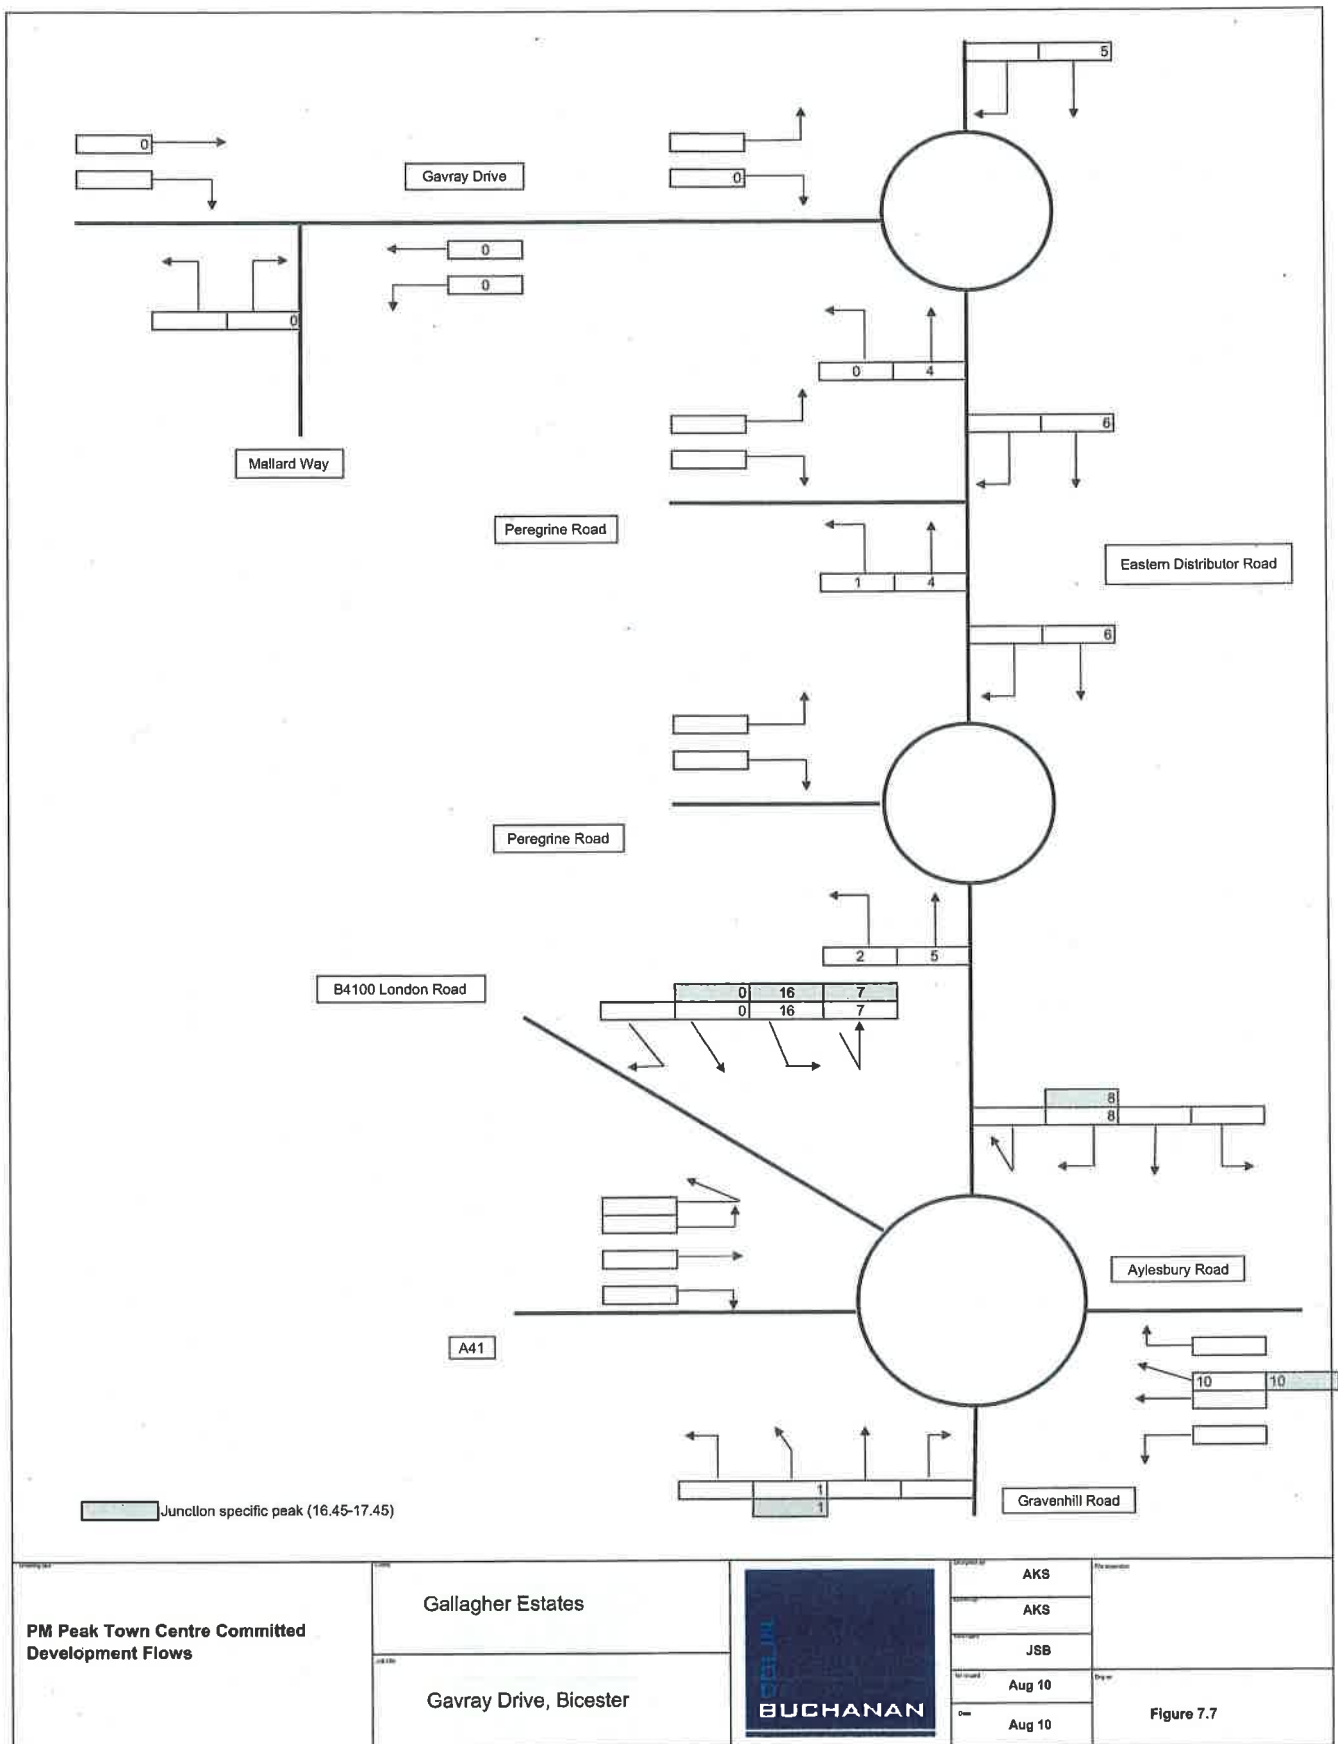 5
0
Gavray Drive
0
0
0
0
0 4
6
Mallard Way
Peregrine Road
Eastern Distributor Road
1 4
6
Peregrine Road
2 5
B4100 London Road
0 16 7
0 16 7
8
8
Aylesbury Road
A41
10 10
1
1
Gravenhill Road
Junction specific peak (16.45-17.45)
PM Peak Town Centre Committed
Development Flows
Gallagher Estates
Gavray Drive, Bicester
COLIN
BUCHANAN
AKS
AKS
JSB
Aug 10
Date
Aug 10
Figure 7.7